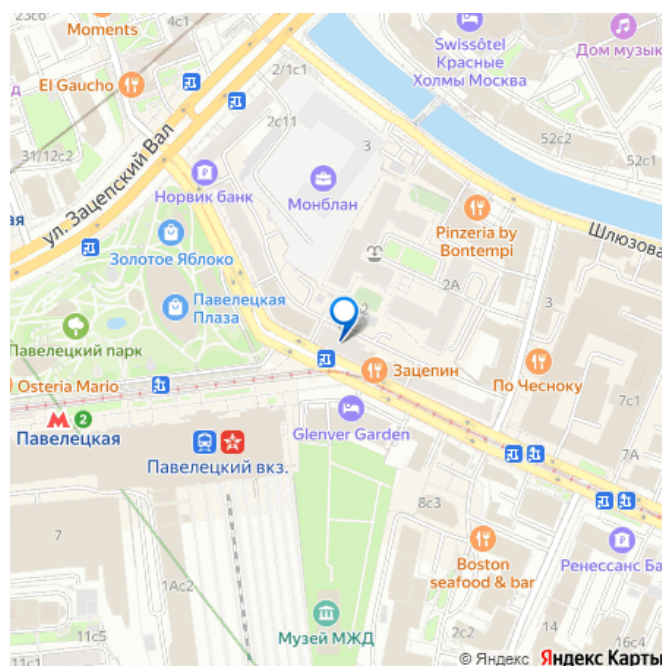 23с6
Moments
El Gaucho
31/12с2
ул. Зацепский Вал
2/1с1
2с11
3
Swissôtel
Красные
Холмы Москва
Дом музык
52с2
52с1
Норвик банк
Монблан
Pinzeria by
Bontempi
Шлюзова
ая
Золотое Яблоко
Павелецкая
Плаза
2А
3
Павелецкий парк
Osteria Mario
2
Зацепин
По Чесноку
7с1
М 2
Павелецкая
Glenver Garden
Павелецкий вкз.
7А
8с3
7
1Ас2
Boston
seafood & bar
Ренессанс Ба
Музей МЖД
11с5
11с6
2с2
14
16
© Яндекс Яндекс Карты